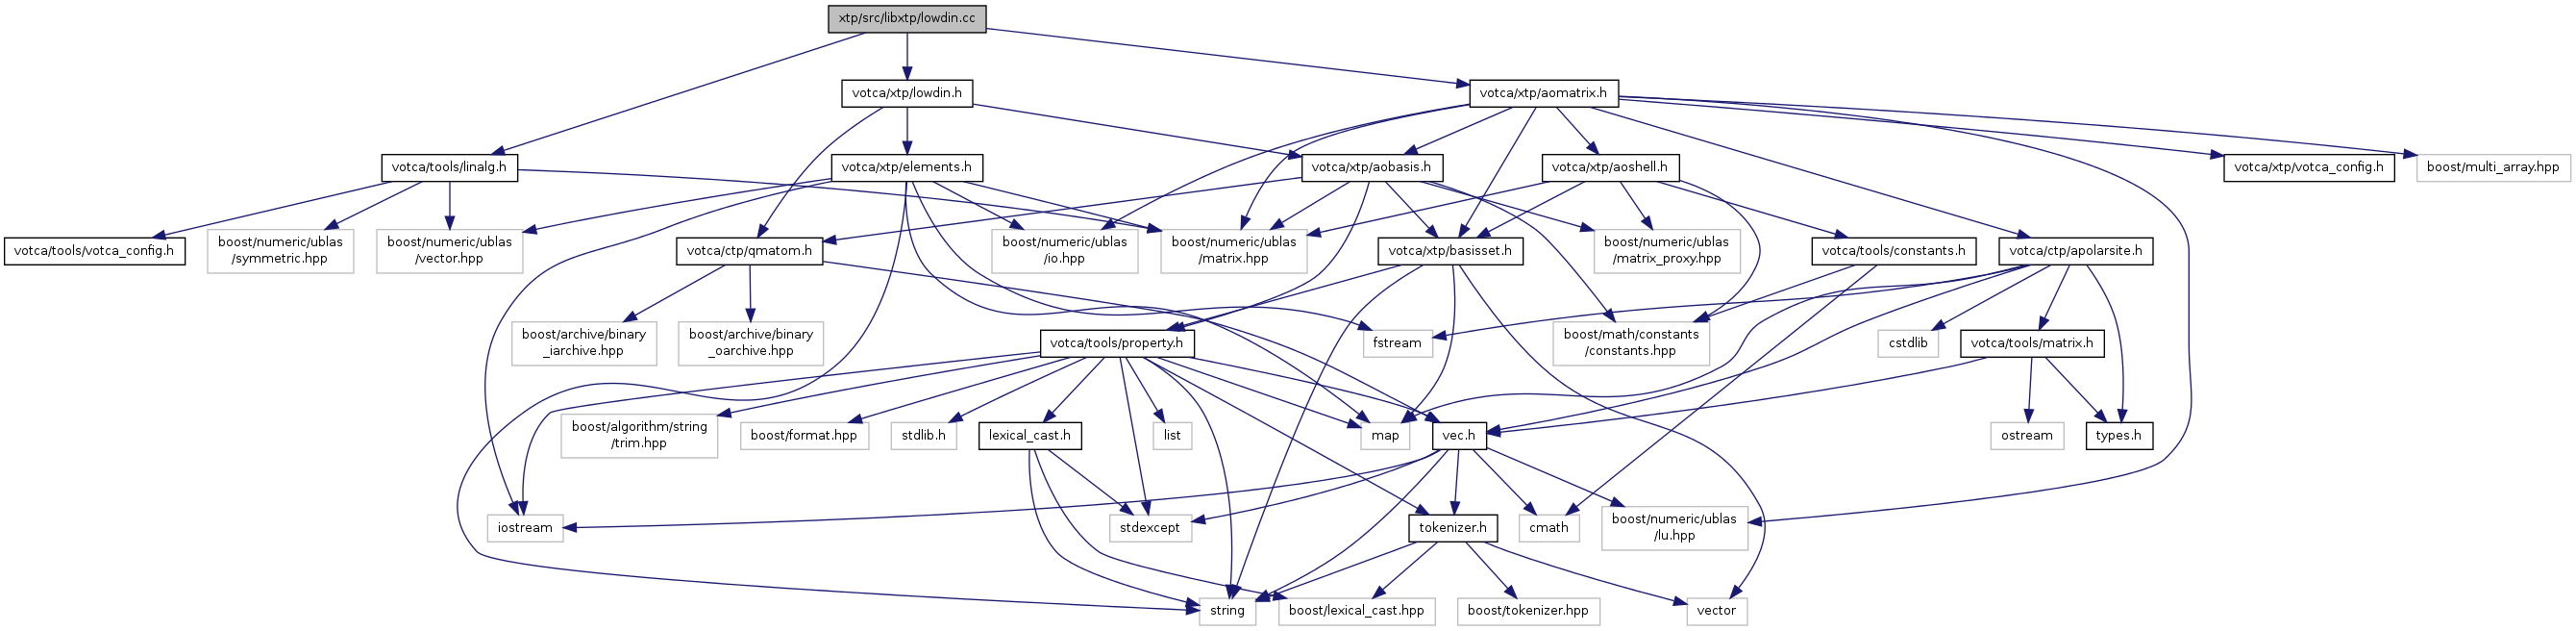 xtp/src/libxtp/lowdin.cc
votca/xtp/lowdin.h
votca/xtp/aomatrix.h
votca/tools/linalg.h
votca/xtp/elements.h
votca/xtp/aobasis.h
votca/xtp/aoshell.h
votca/xtp/votca_config.h
boost/multi_array.hpp
votca/tools/votca_config.h
boost/numeric/ublas
/symmetric.hpp
boost/numeric/ublas
/vector.hpp
votca/ctp/qmatom.h
boost/numeric/ublas
/io.hpp
boost/numeric/ublas
/matrix.hpp
votca/xtp/basisset.h
boost/numeric/ublas
/matrix_proxy.hpp
votca/tools/constants.h
votca/ctp/apolarsite.h
boost/archive/binary
_iarchive.hpp
boost/archive/binary
_oarchive.hpp
votca/tools/property.h
fstream
boost/math/constants
/constants.hpp
cstdlib
votca/tools/matrix.h
boost/algorithm/string
/trim.hpp
boost/format.hpp
stdlib.h
lexical_cast.h
list
map
vec.h
ostream
types.h
iostream
stdexcept
tokenizer.h
cmath
boost/numeric/ublas
/lu.hpp
string
boost/lexical_cast.hpp
boost/tokenizer.hpp
vector